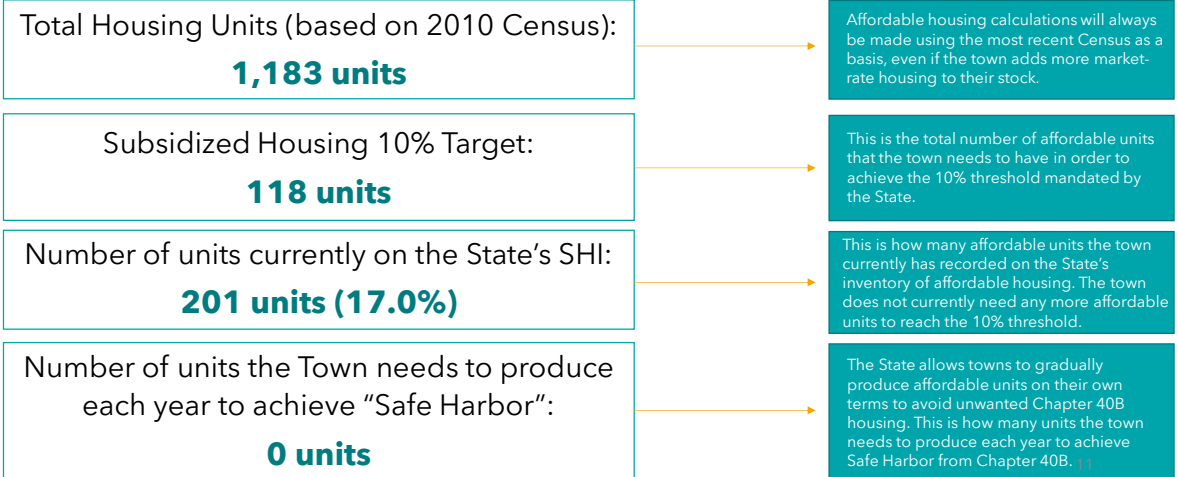 Total Housing Units (based on 2010 Census):
1,183 units
Affordable housing calculations will always
be made using the most recent Census as a
basis, even if the town adds more market-
rate housing to their stock.
Subsidized Housing 10% Target:
118 units
This is the total number of affordable units
that the town needs to have in order to
achieve the 10% threshold mandated by
the State.
Number of units currently on the State’s SHI:
201 units (17.0%)
This is how many affordable units the town
currently has recorded on the State’s
inventory of affordable housing. The town
does not currently need any more affordable
units to reach the 10% threshold.
Number of units the Town needs to produce
each year to achieve “Safe Harbor”:
0 units
The State allows towns to gradually
produce affordable units on their own
terms to avoid unwanted Chapter 40B
housing. This is how many units the town
needs to produce each year to achieve
Safe Harbor from Chapter 40B.
11